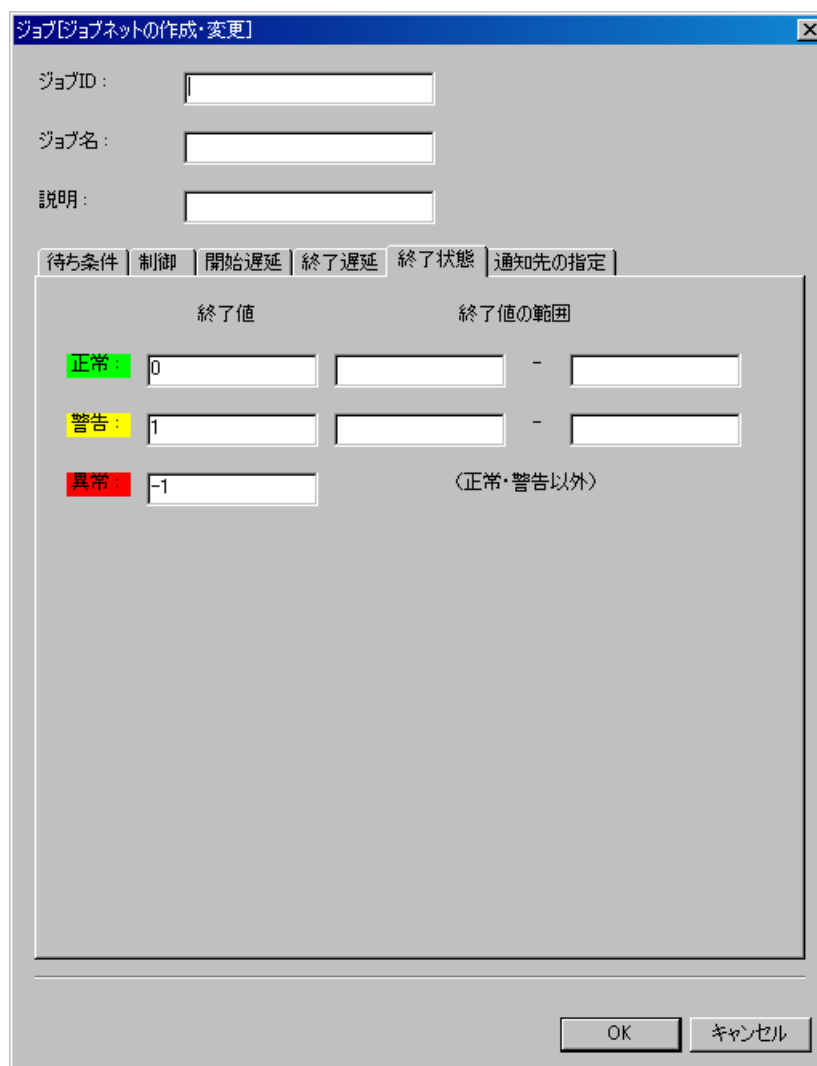 ジョブ[ジョブネットの作成・変更]
ジョブID：
ジョブ名：
説明：
待ち条件 制御 開始遅延 終了遅延 終了状態 通知先の指定
終了値 終了値の範囲
正常： 0 -
警告： 1 -
異常： -1 （正常・警告以外）
OK キャンセル